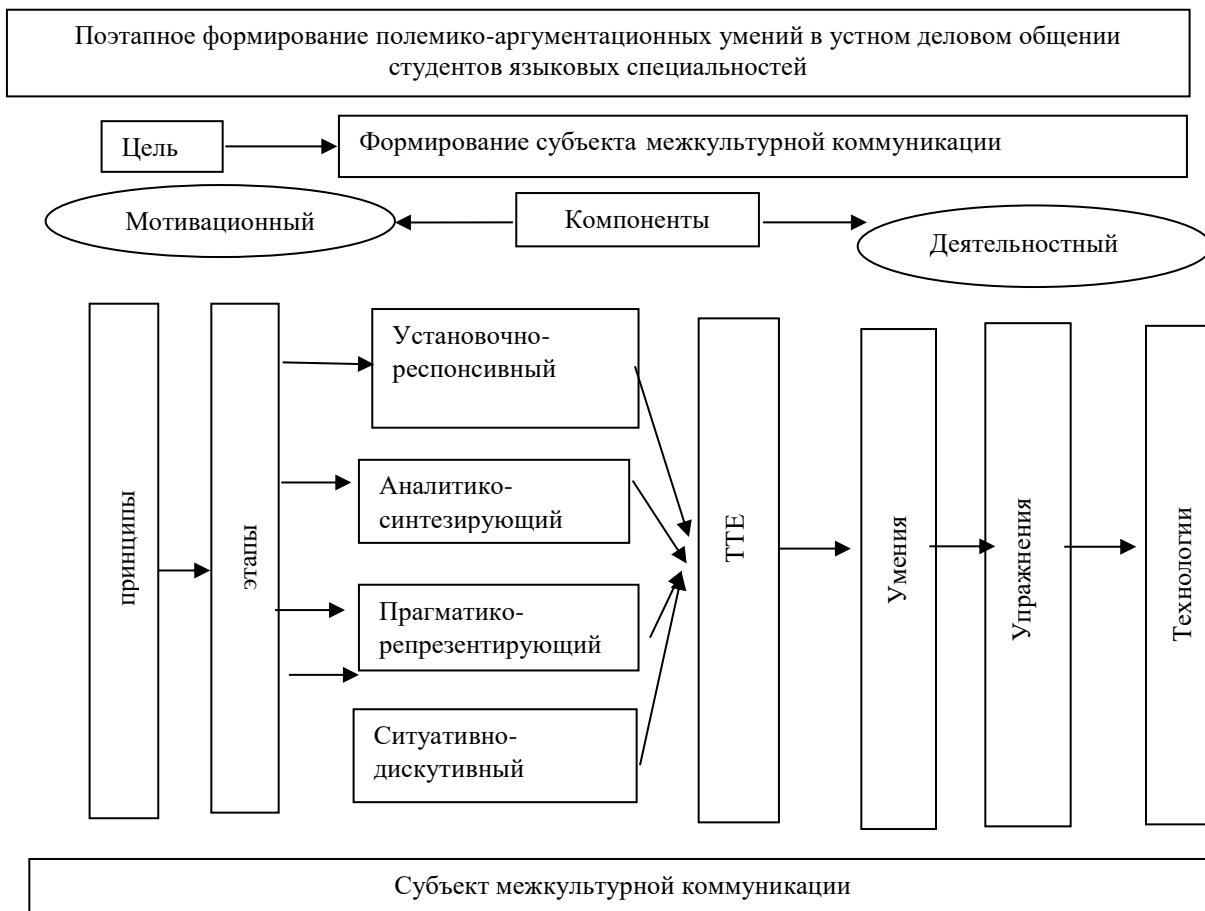 Поэтапное формирование полемико-аргументационных умений в устном деловом общении
студентов языковых специальностей
Цель
Формирование субъекта межкультурной коммуникации
Мотивационный
Компоненты
Деятельностный
принципы
этапы
Установочно-
респонсивный
Аналитико-
синтезирующий
Прагматико-
репрезентирующий
Ситуативно-
дискутивный
ТТЕ
Умения
Упражнения
Технологии
Субъект межкультурной коммуникации